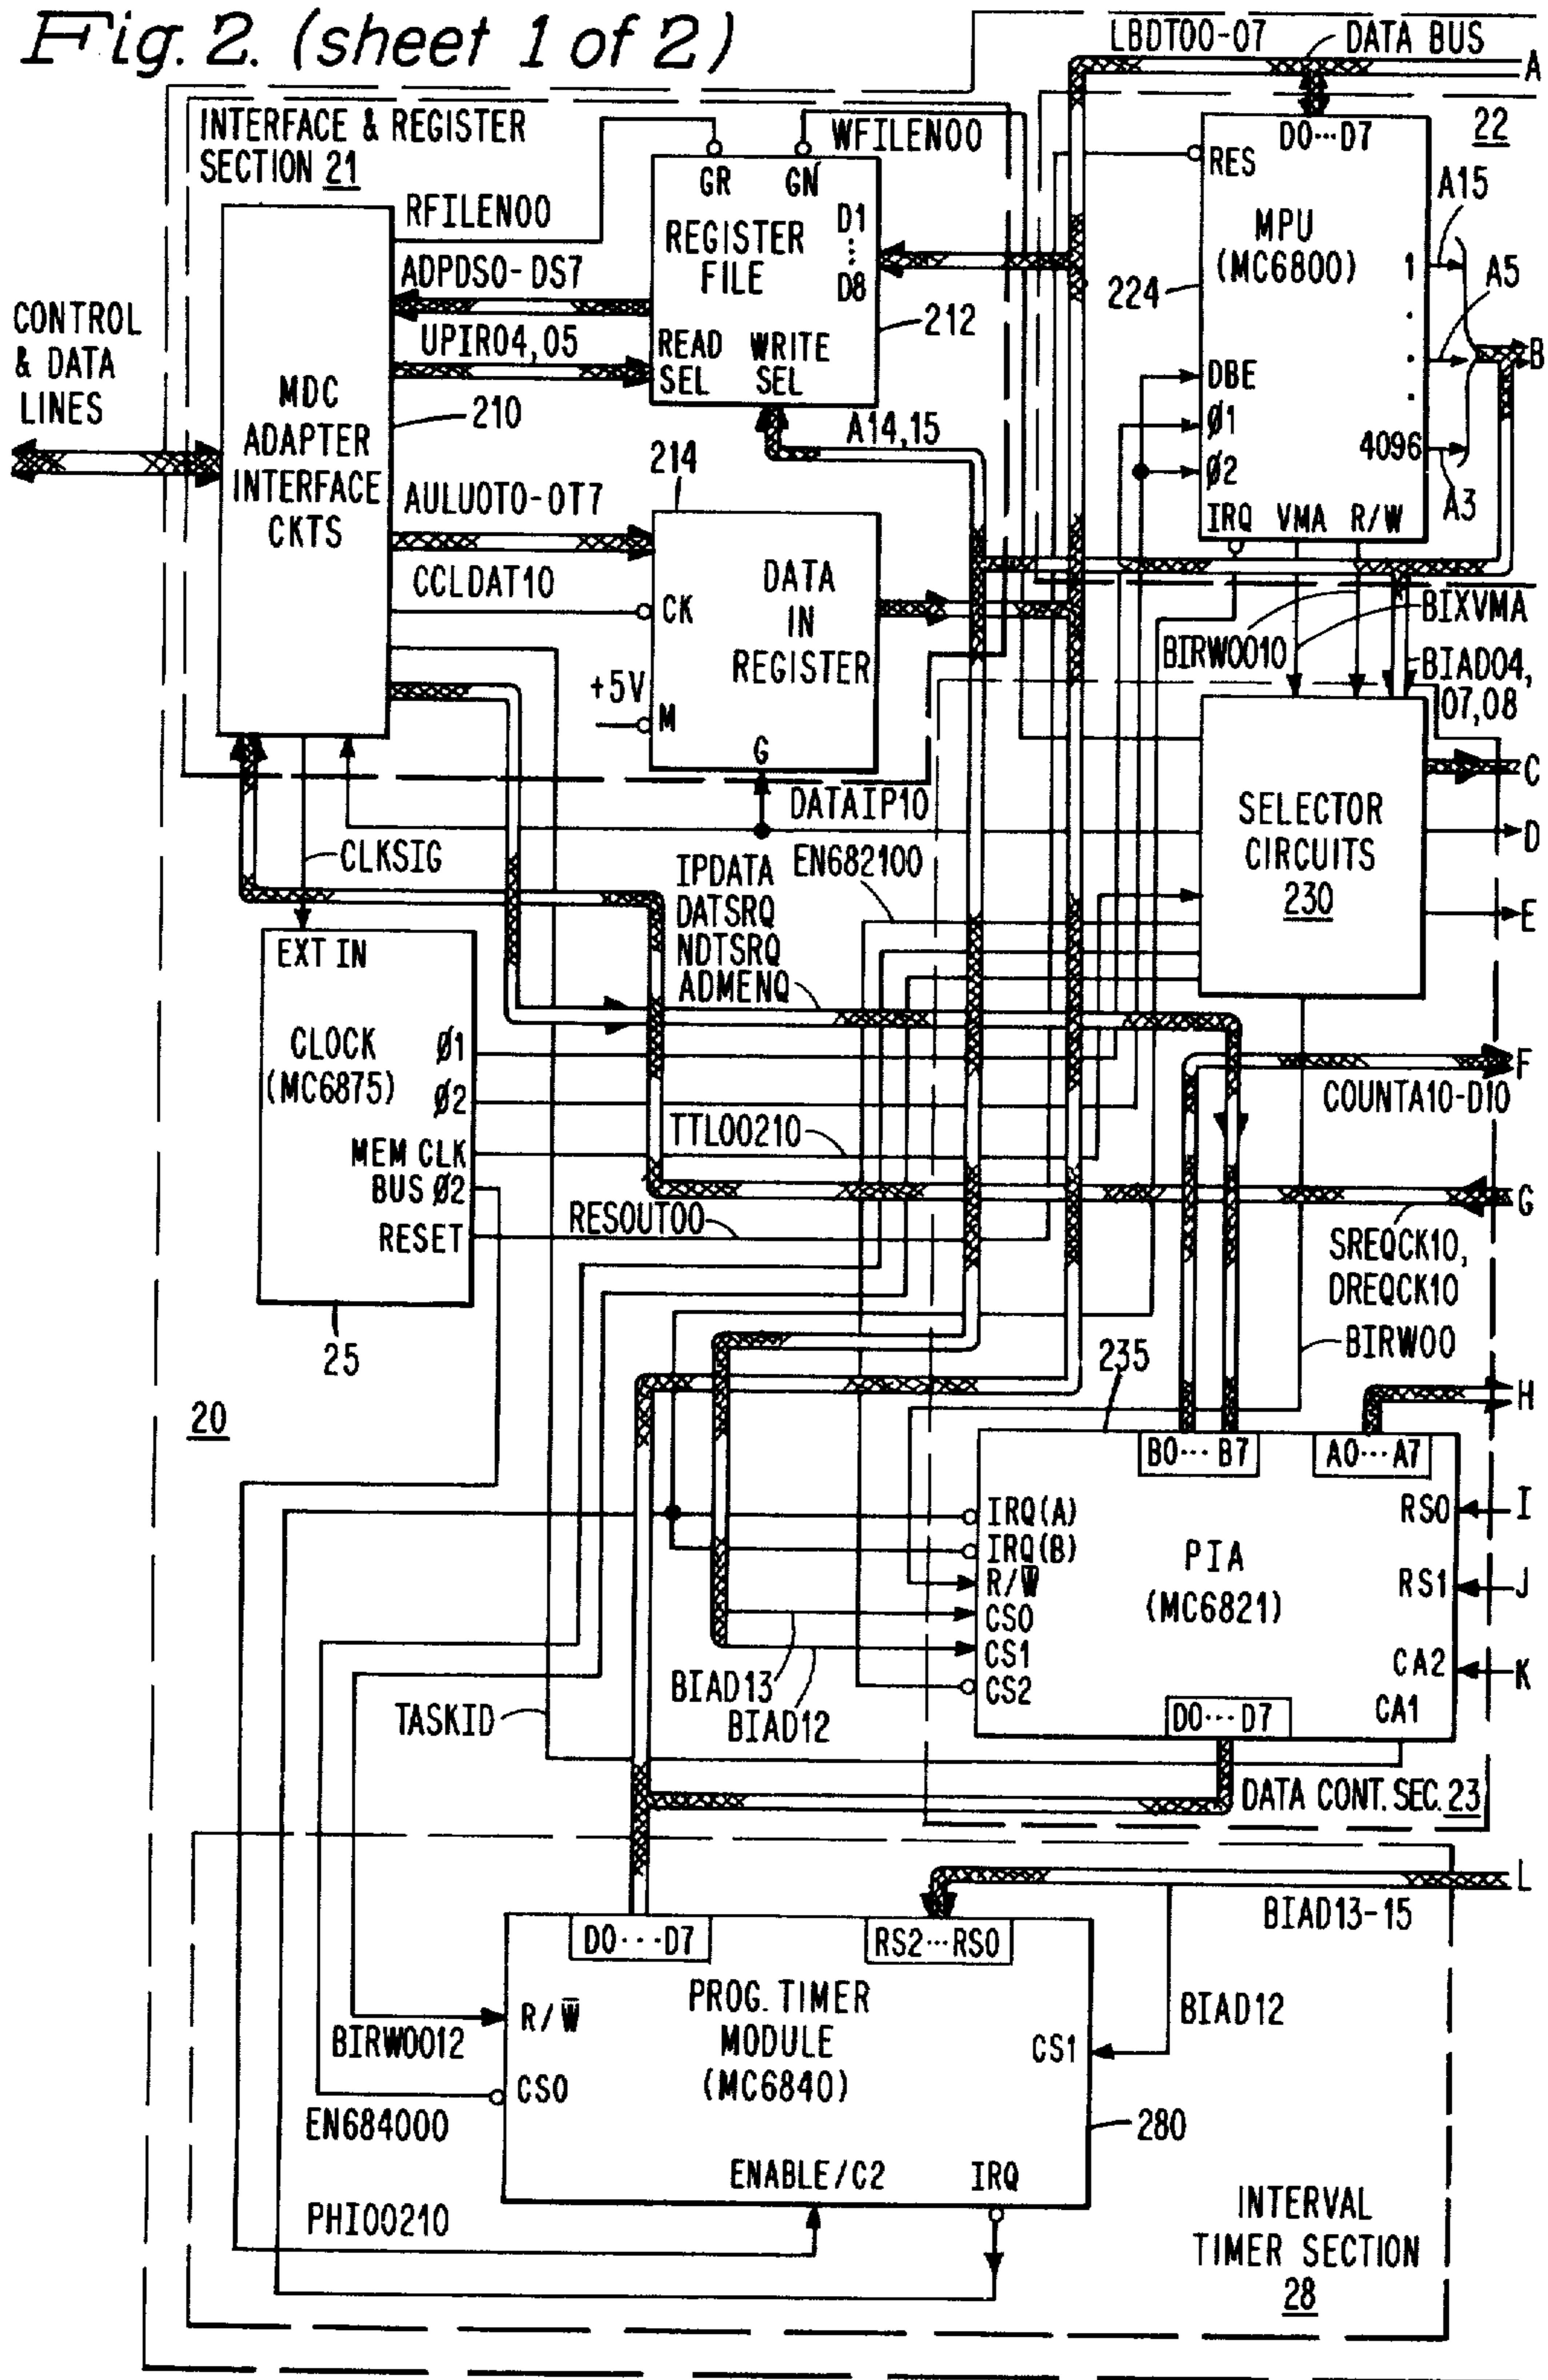 Fig. 2. (sheet 1 of 2)
LBDT00-07
DATA BUS
A
INTERFACE & REGISTER
SECTION 21
WFILEN00
22
D0···D7
RES
MPU
(MC6800)
A15
1
A5
224
DBE
Ø1
Ø2
4096
A3
B
IRQ VMA R/W
RFILEN00
GR
GN
REGISTER
FILE
D1
D8
212
ADPDS0-DS7
UPIR04,05
READ
SEL
WRITE
SEL
CONTROL
& DATA
LINES
MDC
ADAPTER
INTERFACE
CKTS
210
A14,15
214
AULUOT0-OT7
CCLDAT10
CK
DATA
IN
REGISTER
+5V
M
G
BIXVMA
BIRW0010
BIAD04,
07,08
C
DATAIP10
SELECTOR
CIRCUITS
230
D
E
CLKSIG
EN682100
IPDATA
DATSRQ
NDTSRQ
ADMENQ
EXT IN
CLOCK
(MC6875)
Ø1
Ø2
MEM CLK
BUS Ø2
RESET
25
F
COUNTA10-D10
TTL00210
G
RESOUT00
SREQCK10,
DREQCK10
BIRW00
235
H
20
B0···B7
A0···A7
IRQ(A)
IRQ(B)
R/W̅
CS0
CS1
CS2
PIA
(MC6821)
RS0
I
RS1
J
CA2
K
CA1
D0···D7
BIAD13
BIAD12
TASKID
DATA CONT. SEC. 23
L
BIAD13-15
D0···D7
RS2···RS0
PROG. TIMER
MODULE
(MC6840)
R/W̅
BIRW0012
CS1
BIAD12
CS0
EN684000
280
ENABLE/C2
IRQ
PHI00210
INTERVAL
TIMER SECTION
28